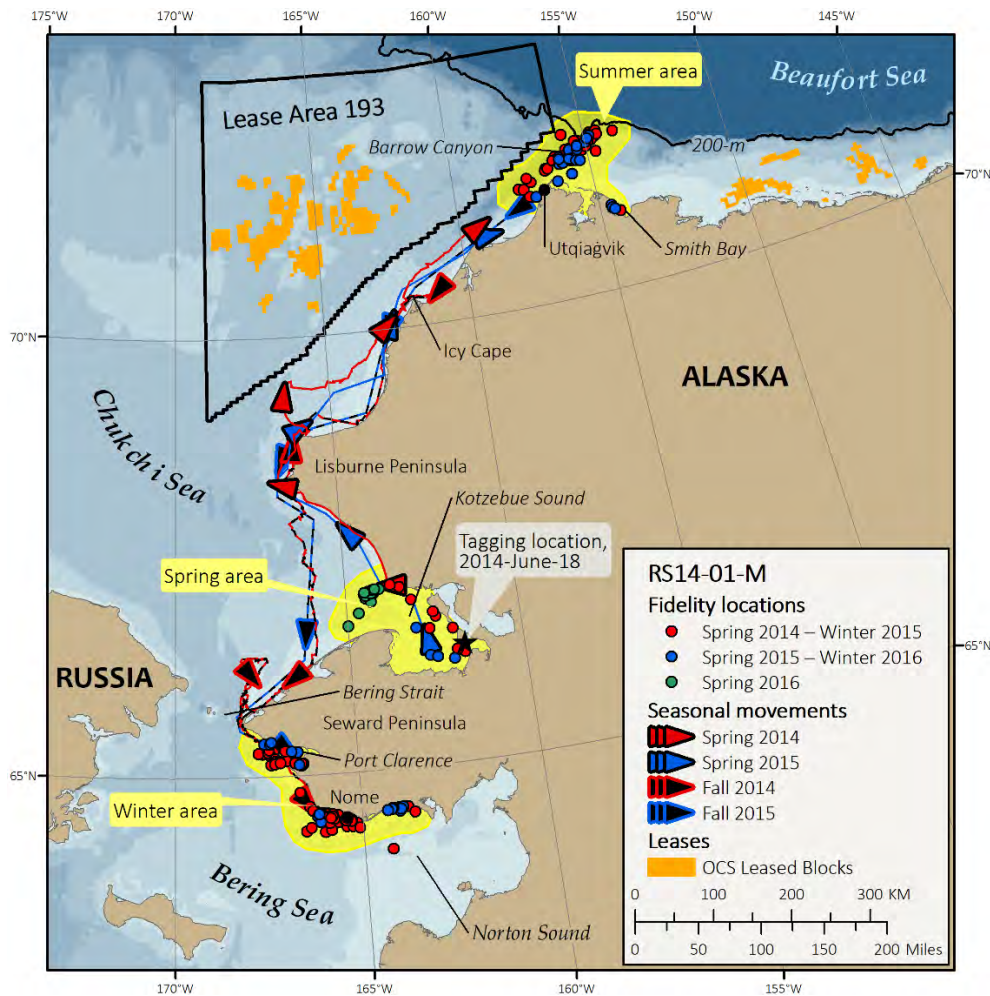 175°W
170°W
165°W
160°W
155°W
150°W
145°W
Summer area
Beaufort Sea
Lease Area 193
Barrow Canyon
200-m
70°N
Utqiaġvik
Smith Bay
70°N
Icy Cape
ALASKA
Chukchi Sea
Lisburne Peninsula
Kotzebue Sound
Tagging location,
2014-June-18
Spring area
RUSSIA
Bering Strait
Seward Peninsula
Port Clarence
65°N
65°N
Nome
Winter area
Bering Sea
Norton Sound
RS14-01-M
Fidelity locations
Spring 2014 – Winter 2015
Spring 2015 – Winter 2016
Spring 2016
Seasonal movements
Spring 2014
Spring 2015
Fall 2014
Fall 2015
Leases
OCS Leased Blocks
0 100 200 300 KM
0 50 100 150 200 Miles
170°W
165°W
160°W
155°W